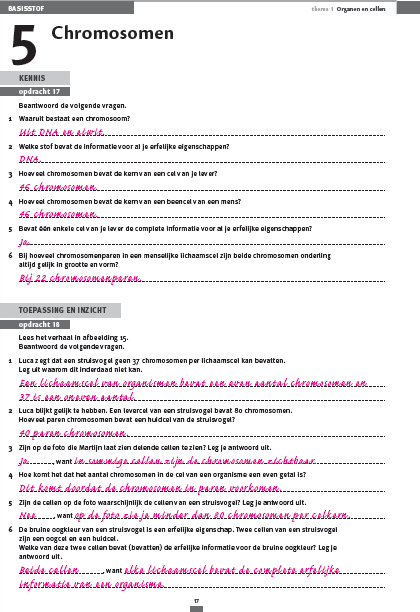 BASISSTOF
thema 1 Organen en cellen
5 Chromosomen
KENNIS
opdracht 17
Beantwoord de volgende vragen.
1 Waaruit bestaat een chromosoom?
Uit DNA en eiwit.
2 Welke stof bevat de informatie voor al je erfelijke eigenschappen?
DNA.
3 Hoeveel chromosomen bevat de kern van een cel van je lever?
46 chromosomen.
4 Hoeveel chromosomen bevat de kern van een beencel van een mens?
46 chromosomen.
5 Bevat één enkele cel van je lever de complete informatie voor al je erfelijke eigenschappen?
Ja.
6 Bij hoeveel chromosomenparen in een menselijke lichaamscel zijn beide chromosomen onderling
altijd gelijk in grootte en vorm?
Bij 22 chromosomenparen.
TOEPASSING EN INZICHT
opdracht 18
Lees het verhaal in afbeelding 15.
Beantwoord de volgende vragen.
1 Luca zegt dat een struisvogel geen 37 chromosomen per lichaamscel kan bevatten.
Leg uit waarom dit inderdaad niet kan.
Een lichaamscel van organismen bevat een even aantal chromosomen en
37 is een oneven aantal.
2 Luca blijkt gelijk te hebben. Een levercel van een struisvogel bevat 80 chromosomen.
Hoeveel paren chromosomen bevat een huidcel van de struisvogel?
40 paren chromosomen.
3 Zijn op de foto die Martijn laat zien delende cellen te zien? Leg je antwoord uit.
Ja, want in sommige cellen zijn de chromosomen zichtbaar.
4 Hoe komt het dat het aantal chromosomen in de cel van een organisme een even getal is?
Dit komt doordat de chromosomen in paren voorkomen.
5 Zijn de cellen op de foto waarschijnlijk de cellen van een struisvogel? Leg je antwoord uit.
Nee, want op de foto zie je minder dan 80 chromosomen per celkern.
6 De bruine oogkleur van een struisvogel is een erfelijke eigenschap. Twee cellen van een struisvogel
zijn een oogcel en een huidcel.
Welke van deze twee cellen bevat (bevatten) de erfelijke informatie voor de bruine oogkleur? Leg je
antwoord uit.
Beide cellen, want elke lichaamscel bevat de complete erfelijke
informatie van een organisme.
17